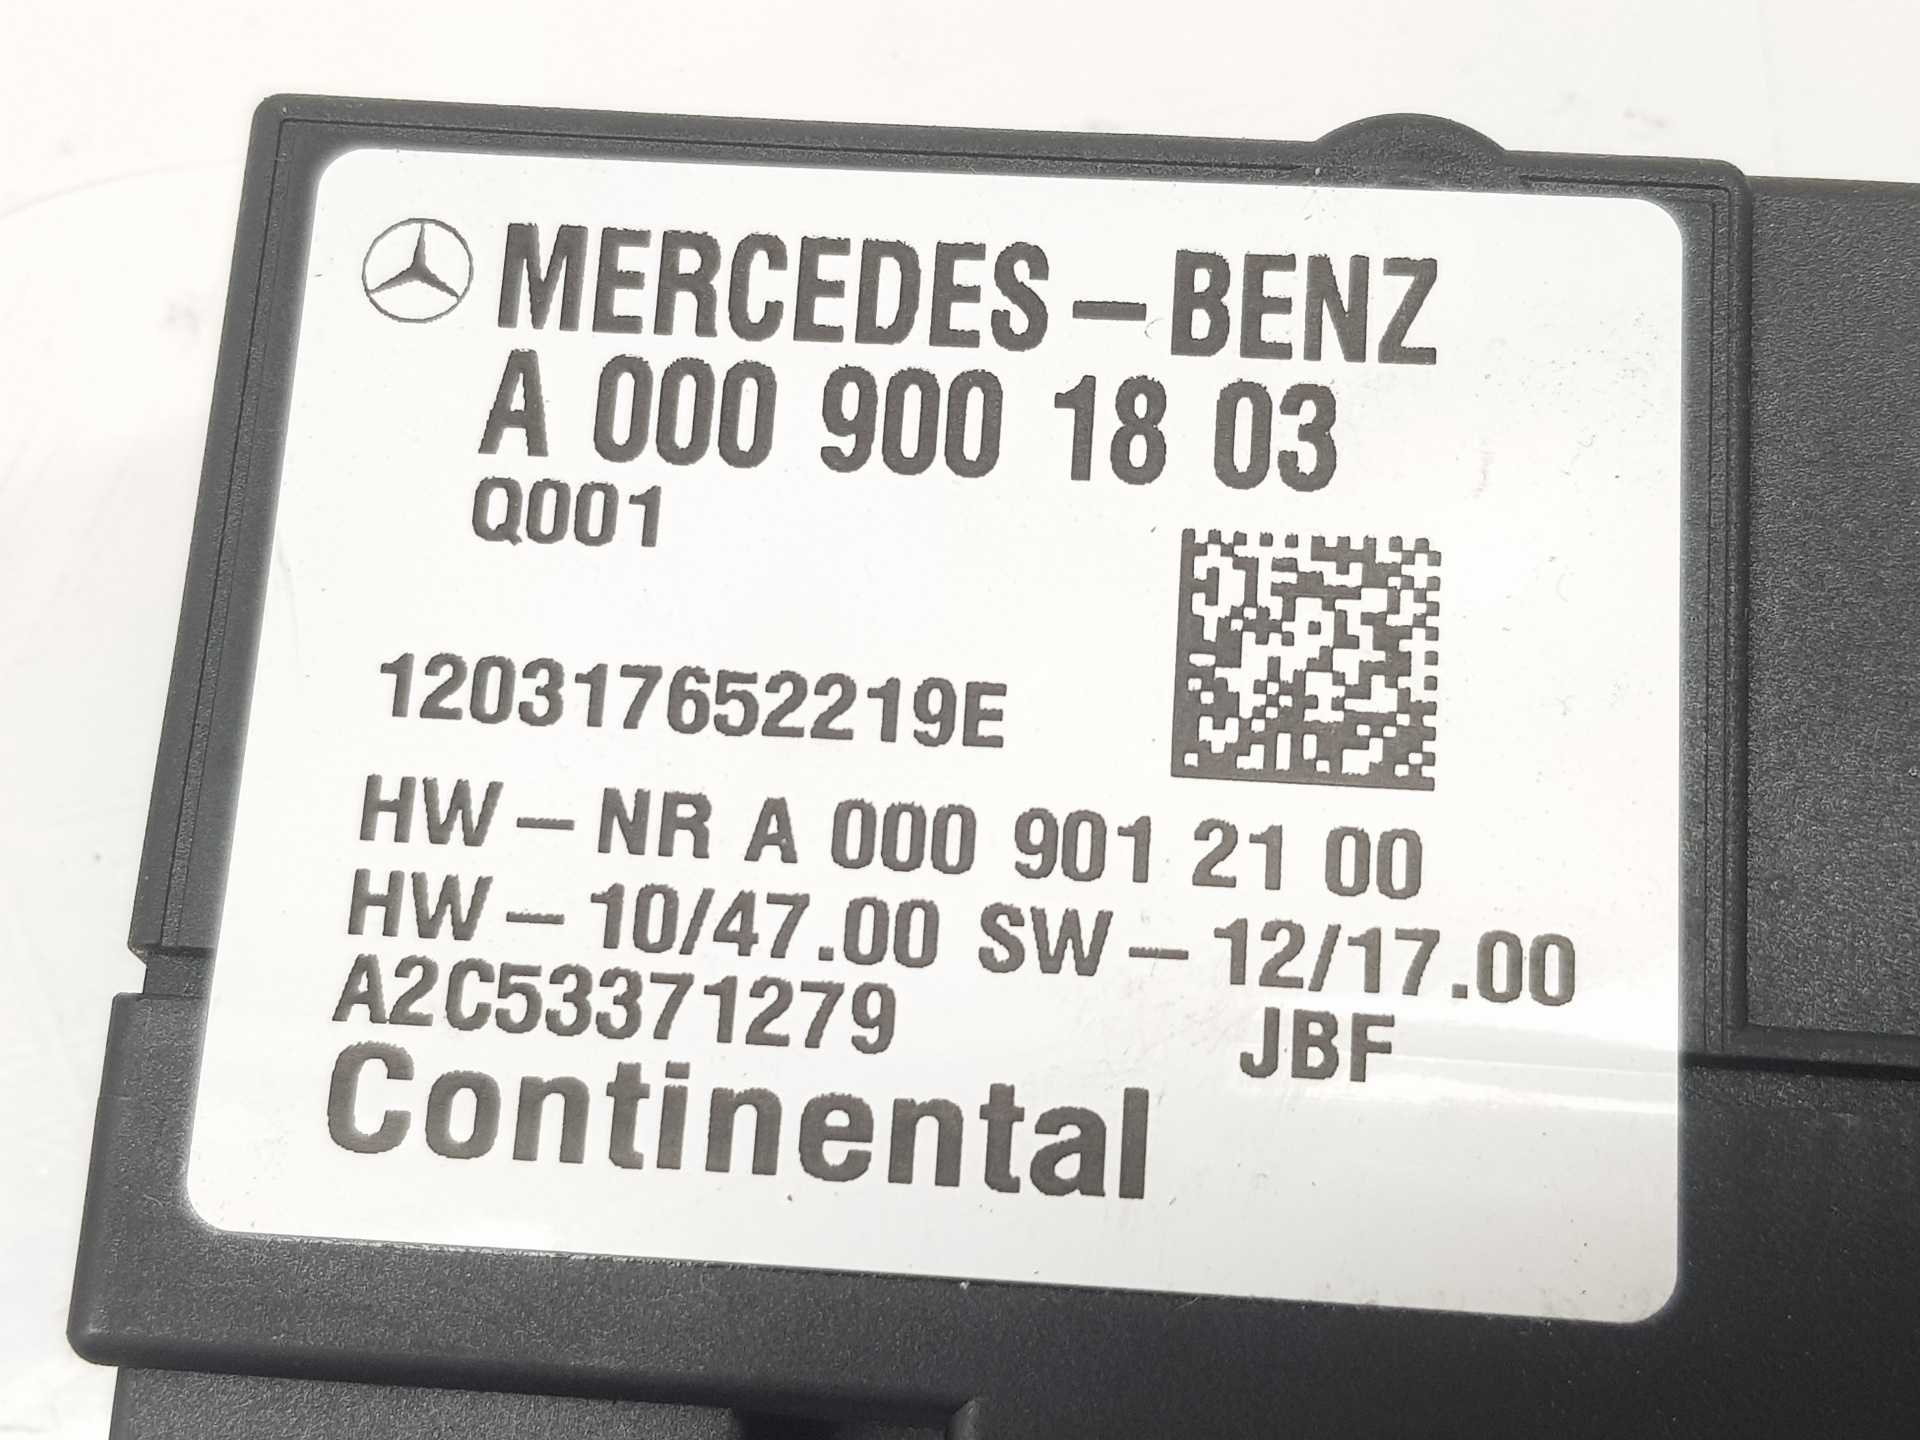 MERCEDES-BENZ
A 000 900 18 03
Q001
120317652219E
HW-NR A 000 901 21 00
HW-10/47.00 SW-12/17.00
A2C53371279 JBF
Continental